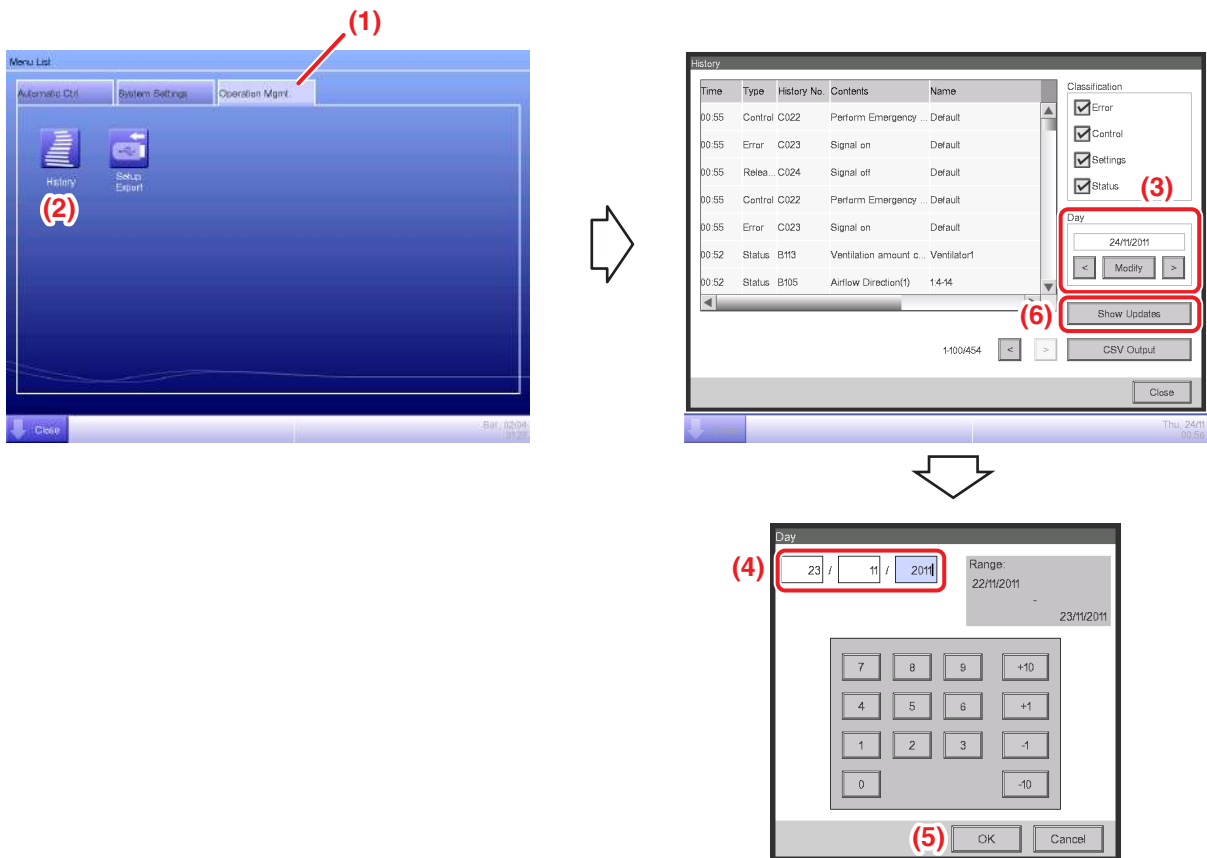 (1)
Menu List
Automatic Ctrl. System Settings Operation Mgmt.
History
Setup
Export
(2)
Close
Sat, 02/04
History
Time Type History No. Contents Name
00:55 Control C022 Perform Emergency ... Default
00:55 Error C023 Signal on Default
00:55 Relea... C024 Signal off Default
00:55 Control C022 Perform Emergency ... Default
00:55 Error C023 Signal on Default
00:52 Status B113 Ventilation amount c... Ventilator1
00:52 Status B105 Airflow Direction(1) 1:4-14
Classification
Error
Control
Settings
Status
(3)
Day
24/11/2011
< Modify >
(6)
Show Updates
1-100/454 < > CSV Output
Close
Thu, 24/11
00:56
Day
(4)
23 / 11 / 2011
Range:
22/11/2011
-
23/11/2011
7 8 9 +10
4 5 6 +1
1 2 3 -1
0 -10
(5)
OK Cancel